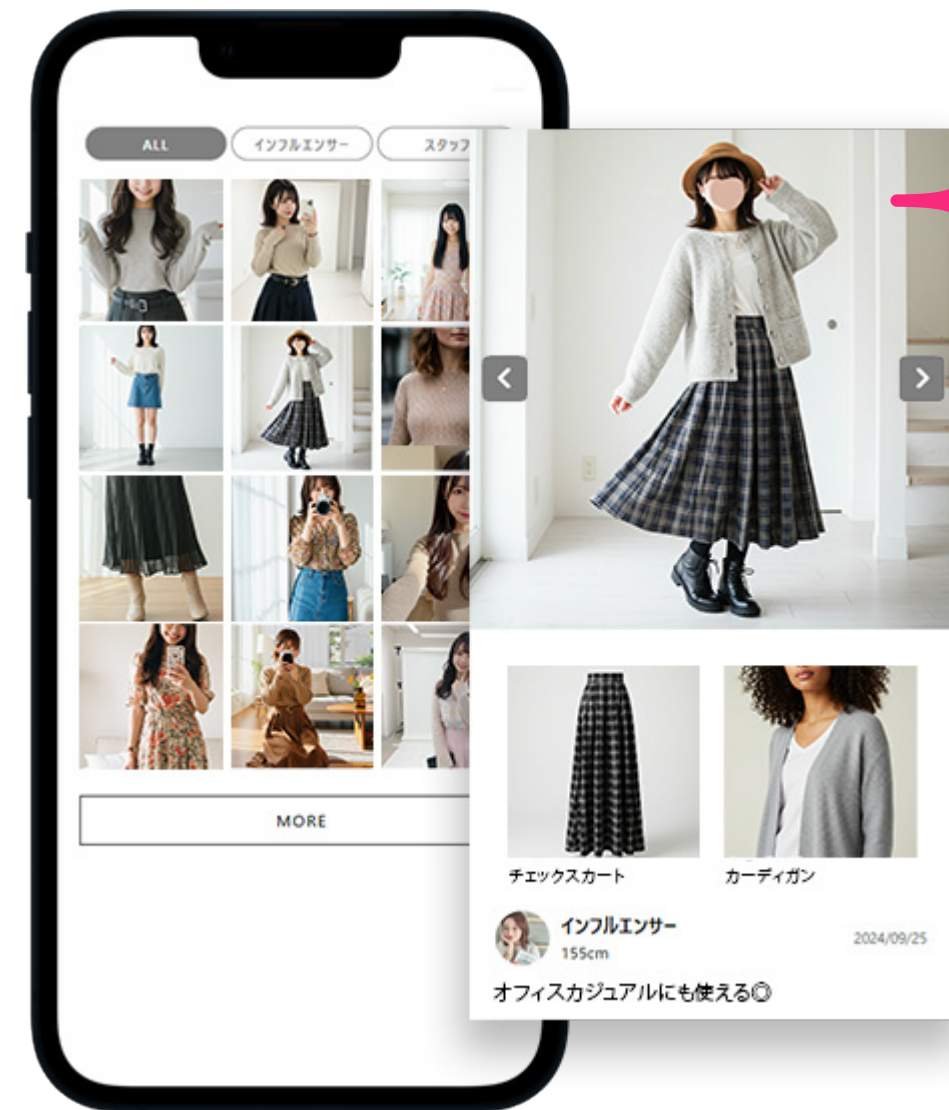 ALL
インフルエンサー
スタッフ
MORE
チェックスカート
カーディガン
インフルエンサー
155cm
2024/09/25
オフィスカジュアルにも使える◎